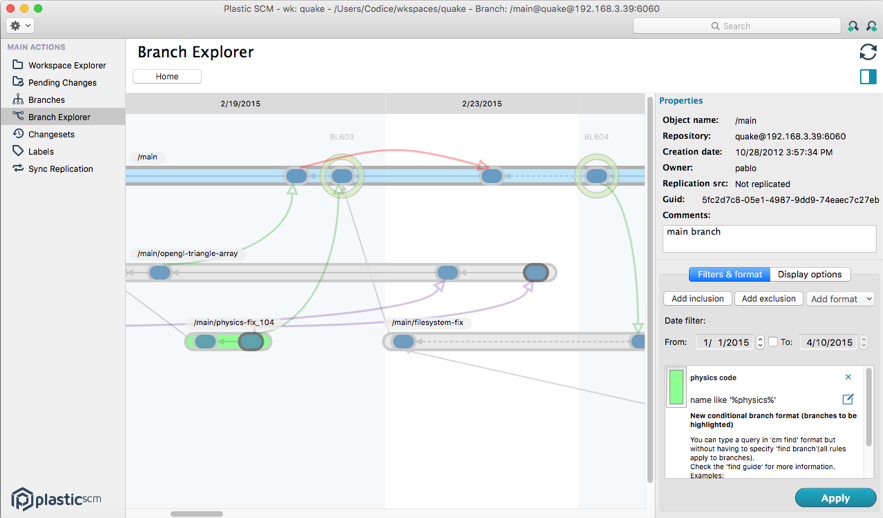 Plastic SCM - wk: quake - /Users/Codice/wkspaces/quake - Branch: /main@quake@192.168.3.39:6060
Search
MAIN ACTIONS
Workspace Explorer
Pending Changes
Branches
Branch Explorer
Changesets
Labels
Sync Replication
plasticscm
Branch Explorer
Home
2/19/2015
2/23/2015
BL603
BL604
/main
/main/opengl-triangle-array
/main/physics-fix_104
/main/filesystem-fix
Properties
Object name: /main
Repository: quake@192.168.3.39:6060
Creation date: 10/28/2012 3:57:34 PM
Owner: pablo
Replication src: Not replicated
Guid: 5fc2d7c8-05e1-4987-9dd9-74eaec7c27eb
Comments:
main branch
Filters & format Display options
Add inclusion Add exclusion Add format
Date filter:
From: 1/ 1/2015 To: 4/10/2015
physics code
name like '%physics%'
New conditional branch format (branches to be
highlighted)
You can type a query in 'cm find' format but
without having to specify 'find branch'(all rules
apply to branches).
Check the 'find guide' for more information.
Examples:
Apply